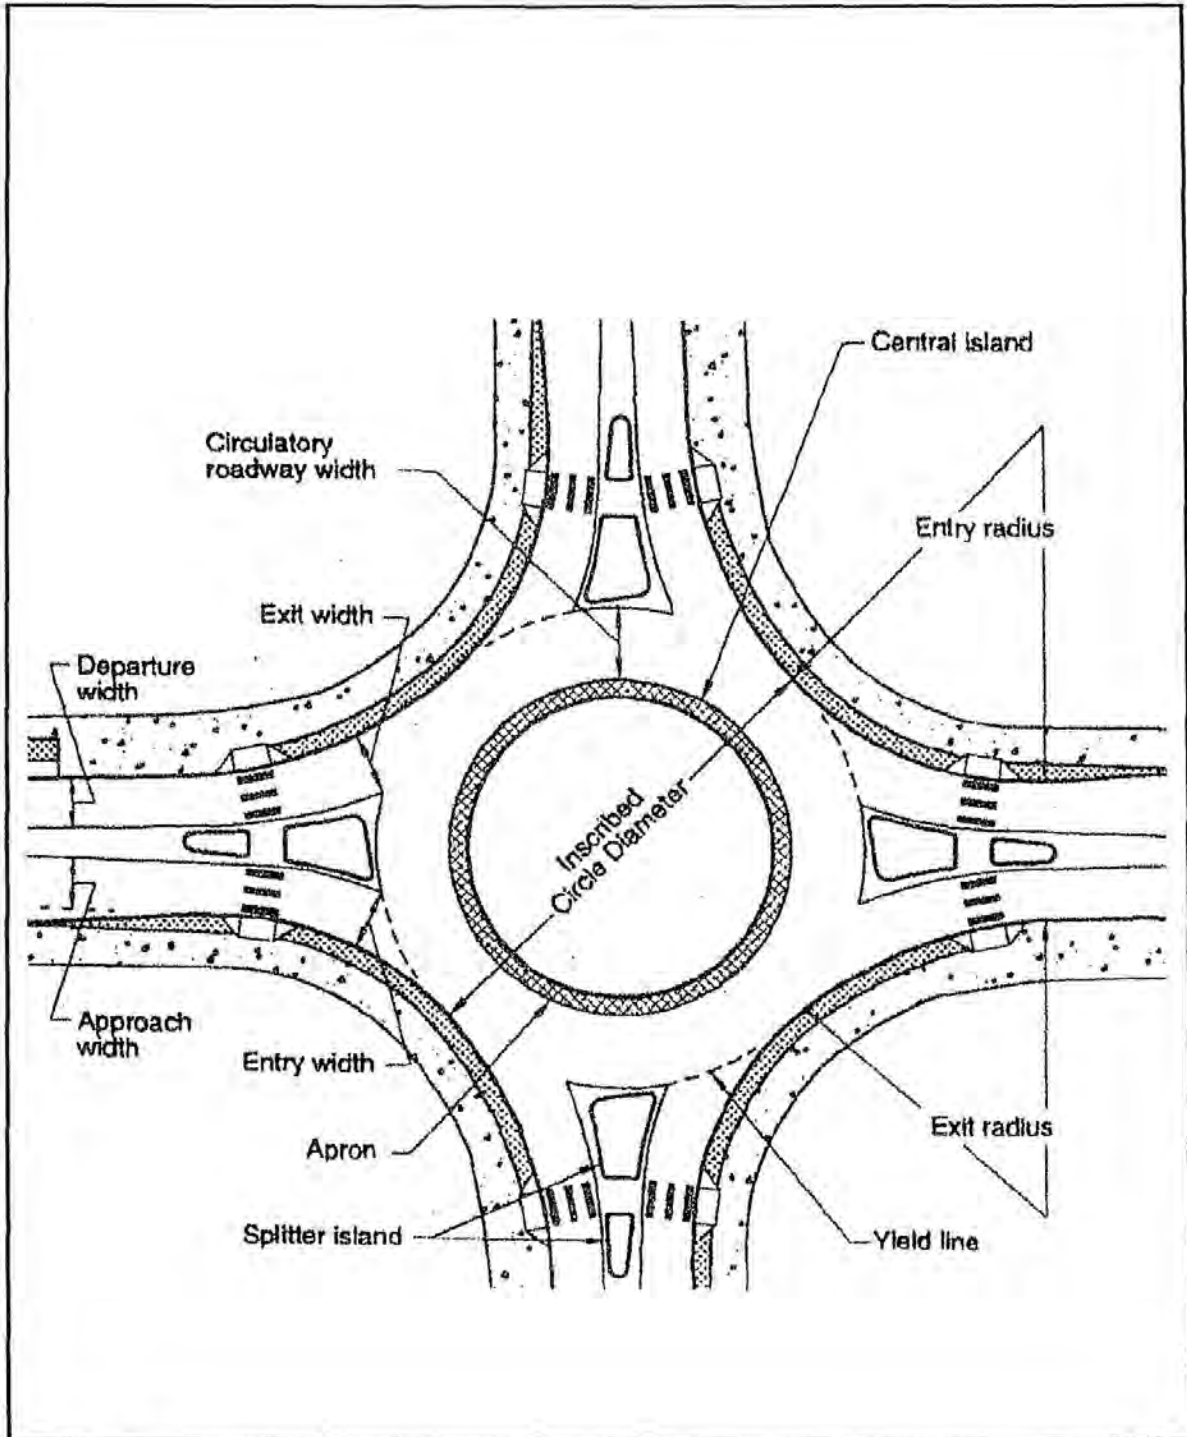 Central island
Circulatory
roadway width
Entry radius
Exit width
Departure
width
Inscribed
Circle Diameter
Approach
width
Entry width
Exit radius
Apron
Splitter island
Yield line